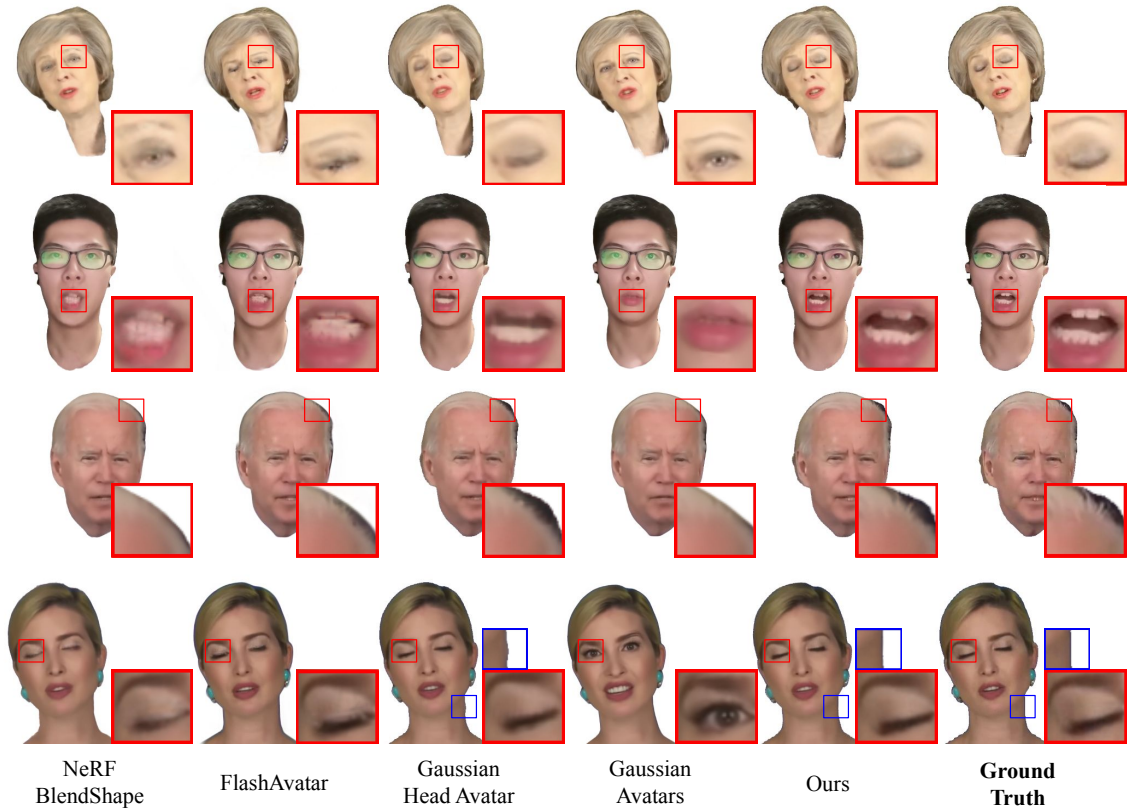 NeRF
BlendShape
FlashAvatar
Gaussian
Head Avatar
Gaussian
Avatars
Ours
Ground
Truth